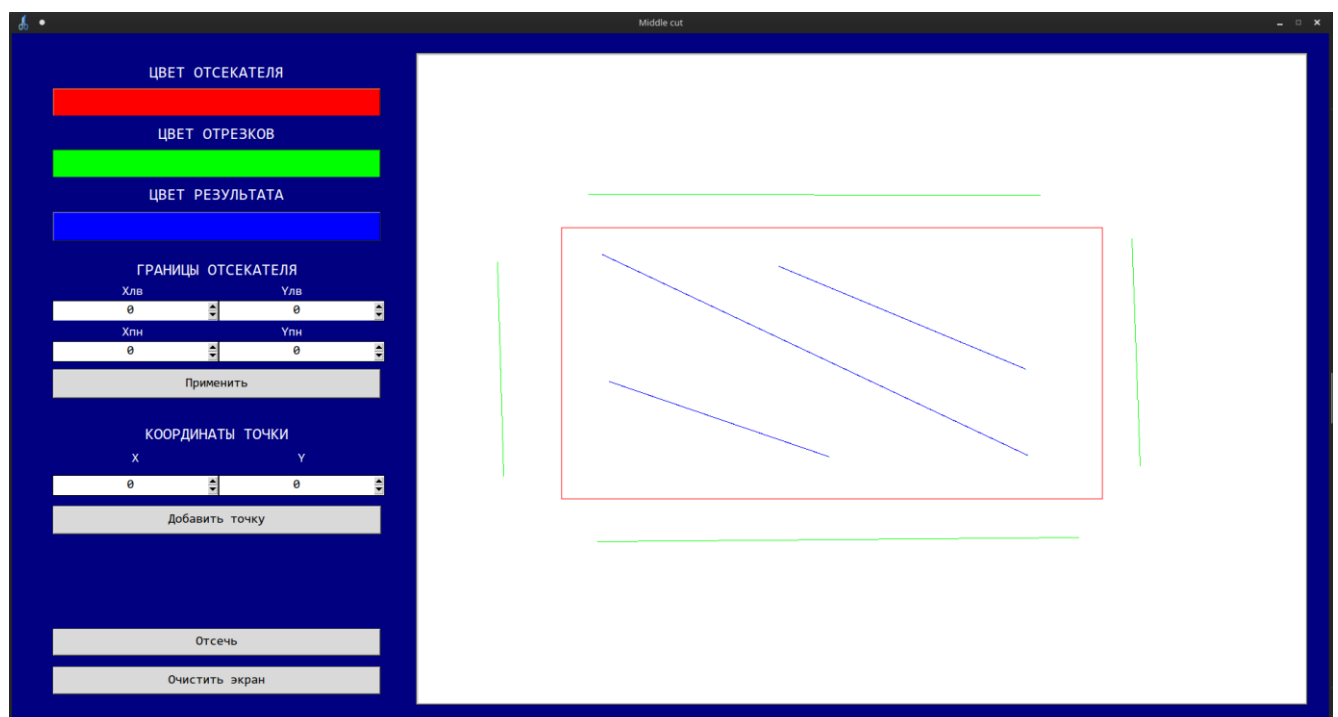 Middle cut
ЦВЕТ ОТСЕКАТЕЛЯ
ЦВЕТ ОТРЕЗКОВ
ЦВЕТ РЕЗУЛЬТАТА
ГРАНИЦЫ ОТСЕКАТЕЛЯ
Xлв Yлв
0 0
Xпн Yпн
0 0
Применить
КООРДИНАТЫ ТОЧКИ
X Y
0 0
Добавить точку
Отсечь
Очистить экран